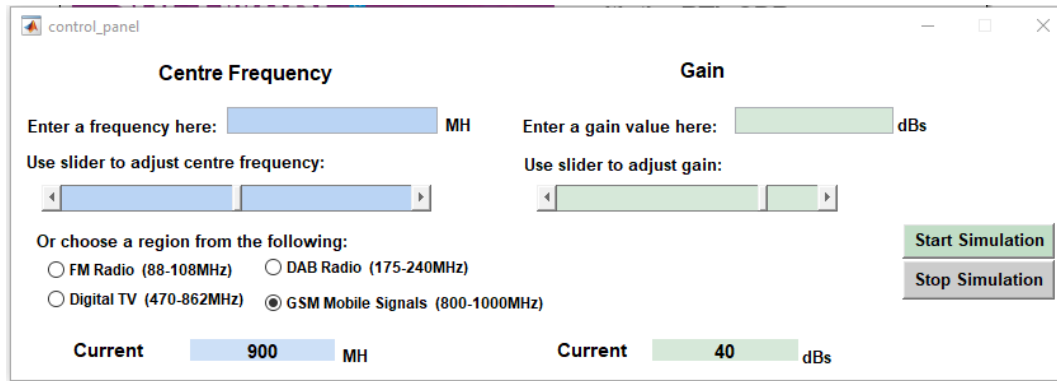 control_panel
Centre Frequency
Gain
Enter a frequency here: MH
Enter a gain value here: dBs
Use slider to adjust centre frequency:
Use slider to adjust gain:
Or choose a region from the following:
FM Radio (88-108MHz)
DAB Radio (175-240MHz)
Digital TV (470-862MHz)
GSM Mobile Signals (800-1000MHz)
Start Simulation
Stop Simulation
Current 900 MH
Current 40 dBs